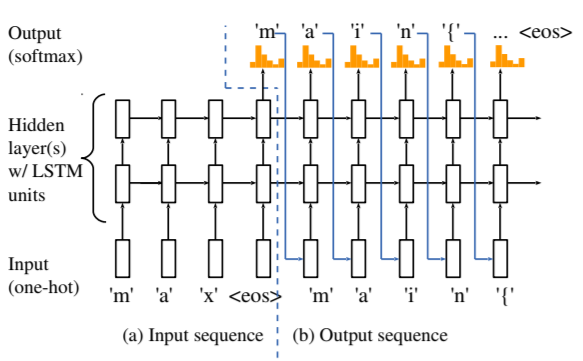 Output
(softmax)
'm' 'a' 'i' 'n' '{' ... <eos>
Hidden
layer(s)
w/ LSTM
units
Input
(one-hot)
'm' 'a' 'x' <eos> 'm' 'a' 'i' 'n' '{'
(a) Input sequence (b) Output sequence